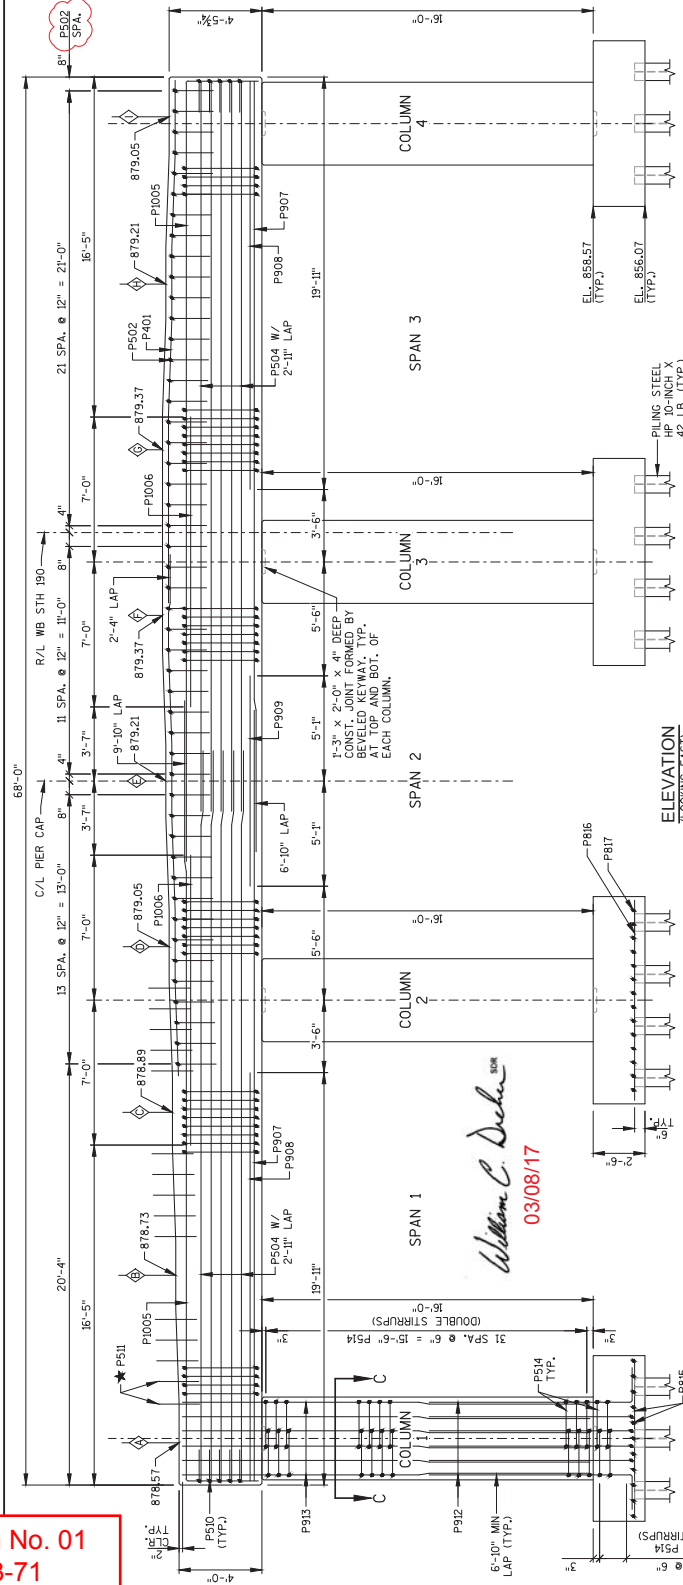 68'-0"
C/L PIER CAP
R/L WB STH 190
20'-4"
13 SPA. @ 12" = 13'-0"
8"
4"
11 SPA. @ 12" = 11'-0"
8"
4"
21 SPA. @ 12" = 21'-0"
8"
P502
SPA.
16'-5"
7'-0"
7'-0"
3'-7"
3'-7"
7'-0"
7'-0"
16'-5"
A
878.57
B
878.73
C
878.89
D
879.05
E
879.21
F
879.37
G
879.37
H
879.21
I
879.05
★ P511
P1005
P1006
9'-10" LAP
2'-4" LAP
P1006
P502
P401
P1005
2"
CLR.
TYP.
4'-0"
4'-5¾"
P510
(TYP.)
P504 W/
2'-11" LAP
P907
P908
6'-10" LAP
P909
P504 W/
2'-11" LAP
P908
P907
19'-11"
3'-6"
5'-6"
5'-1"
5'-1"
5'-6"
3'-6"
19'-11"
SPAN 1
SPAN 2
SPAN 3
1'-3" X 2'-0" X 4" DEEP
CONST. JOINT FORMED BY
BEVELED KEYWAY. TYP.
AT TOP AND BOT. OF
EACH COLUMN.
COLUMN
1
COLUMN
2
COLUMN
3
COLUMN
4
16'-0"
16'-0"
16'-0"
16'-0"
3"
31 SPA. @ 6" = 15'-6" P514
(DOUBLE STIRRUPS)
3"
C
C
P913
P912
6'-10" MIN
LAP (TYP.)
P514
TYP.
P815
3"
P514
William C. Dreher
SDR
03/08/17
2'-6"
6"
TYP.
P816
P817
ELEVATION
PILING STEEL
HP 10-INCH X
42 LB. (TYP.)
EL. 858.57
(TYP.)
EL. 856.07
(TYP.)
No. 01
-71